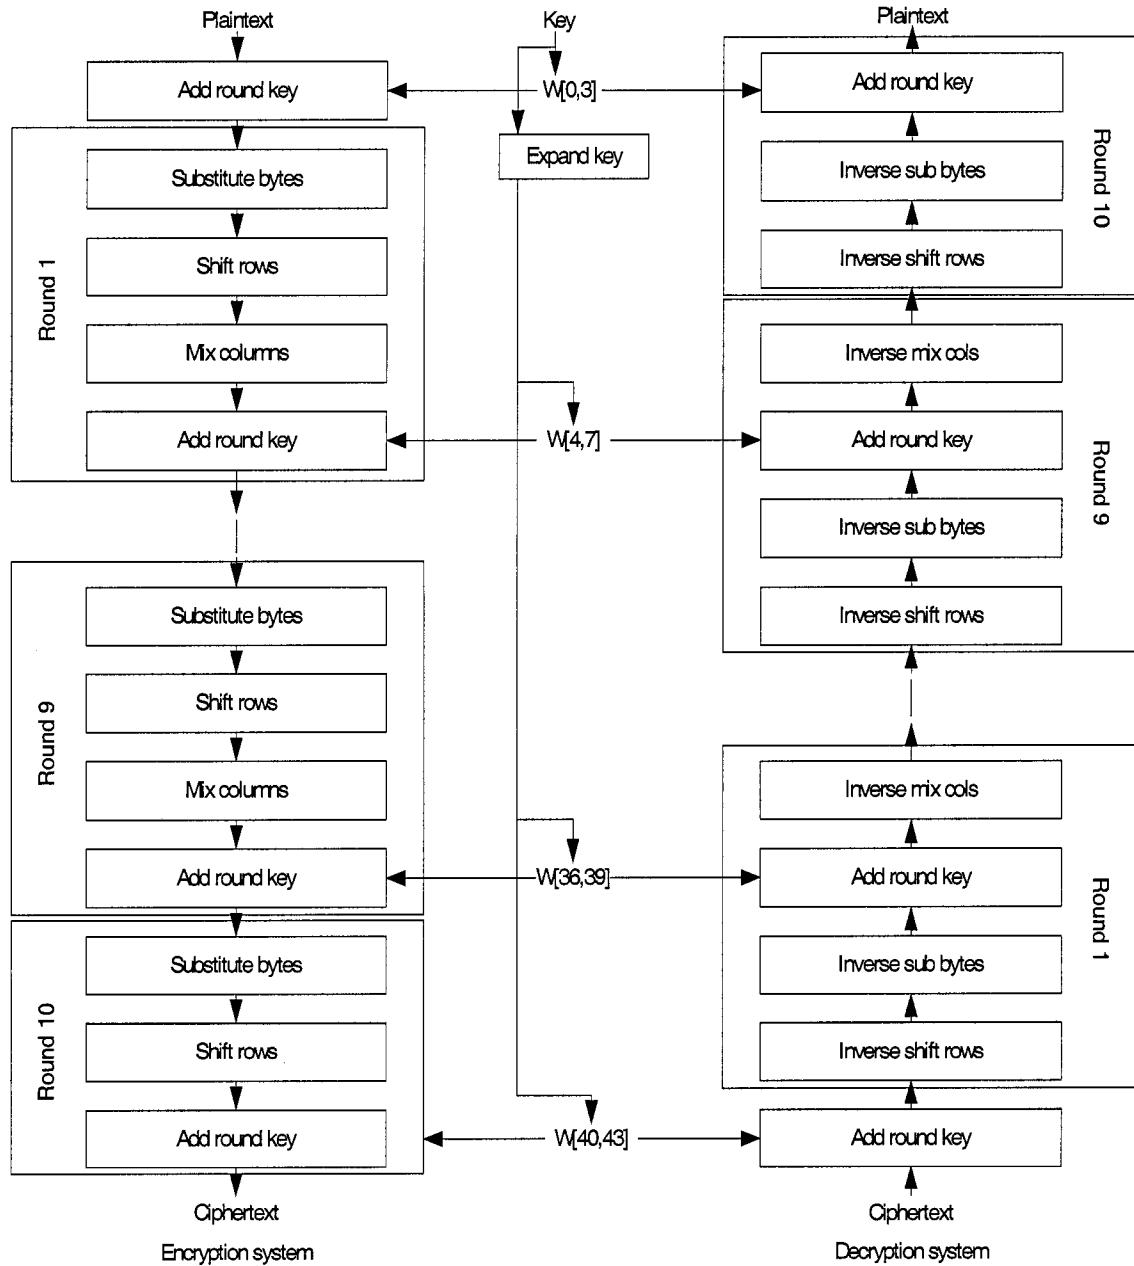 Plaintext
Add round key
Round 1
Substitute bytes
Shift rows
Mix columns
Add round key
Round 9
Substitute bytes
Shift rows
Mix columns
Add round key
Round 10
Substitute bytes
Shift rows
Add round key
Ciphertext
Encryption system
Key
W[0,3]
Expand key
W[4,7]
W[36,39]
W[40,43]
Plaintext
Add round key
Inverse sub bytes
Inverse shift rows
Round 10
Inverse mix cols
Add round key
Inverse sub bytes
Inverse shift rows
Round 9
Inverse mix cols
Add round key
Inverse sub bytes
Inverse shift rows
Round 1
Add round key
Ciphertext
Decryption system